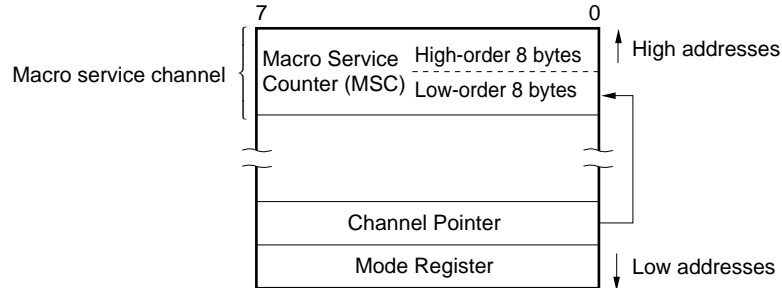 7 0
High addresses
Macro service channel
Macro Service
Counter (MSC)
High-order 8 bytes
Low-order 8 bytes
Channel Pointer
Mode Register
Low addresses